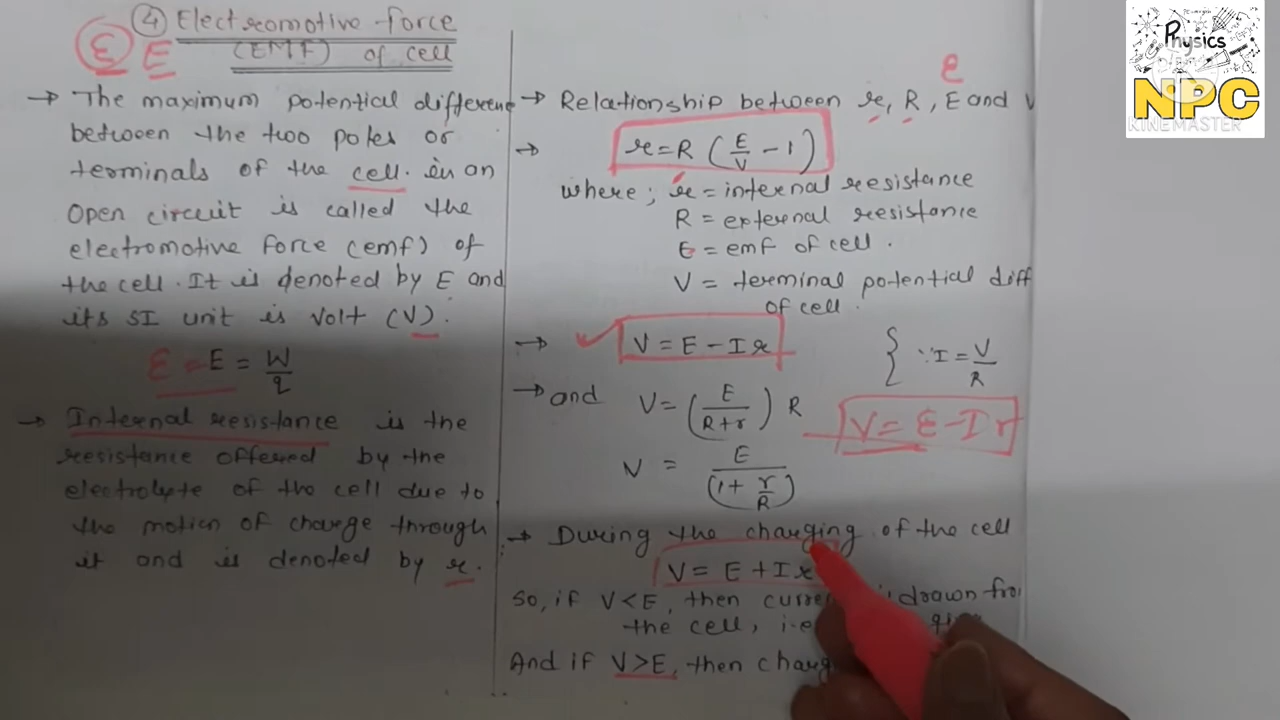 ④ Electromotive force
(EMF) of cell
Ɛ E
→ The maximum potential difference
between the two poles or
terminals of the cell in an
open circuit is called the
electromotive force (emf) of
the cell. It is denoted by E and
its SI unit is volt (V).
Ɛ = E = W/q
→ Internal resistance is the
resistance offered by the
electrolyte of the cell due to
the motion of charge through
it and is denoted by r.
e
→ Relationship between r, R, E and V
→ r = R (E/V - 1)
where; r = internal resistance
R = external resistance
E = emf of cell.
V = terminal potential diff
of cell.
→ V = E - Ir { ∵ I = V/R
→ and V = (E/R+r) R
V = E - Ir
V = E/(1 + r/R)
→ During the charging of the cell
V = E + Ir
So, if V < E, then drawn
the cell, i.e
And if V > E, then
Physics
NPC
KINEMASTER